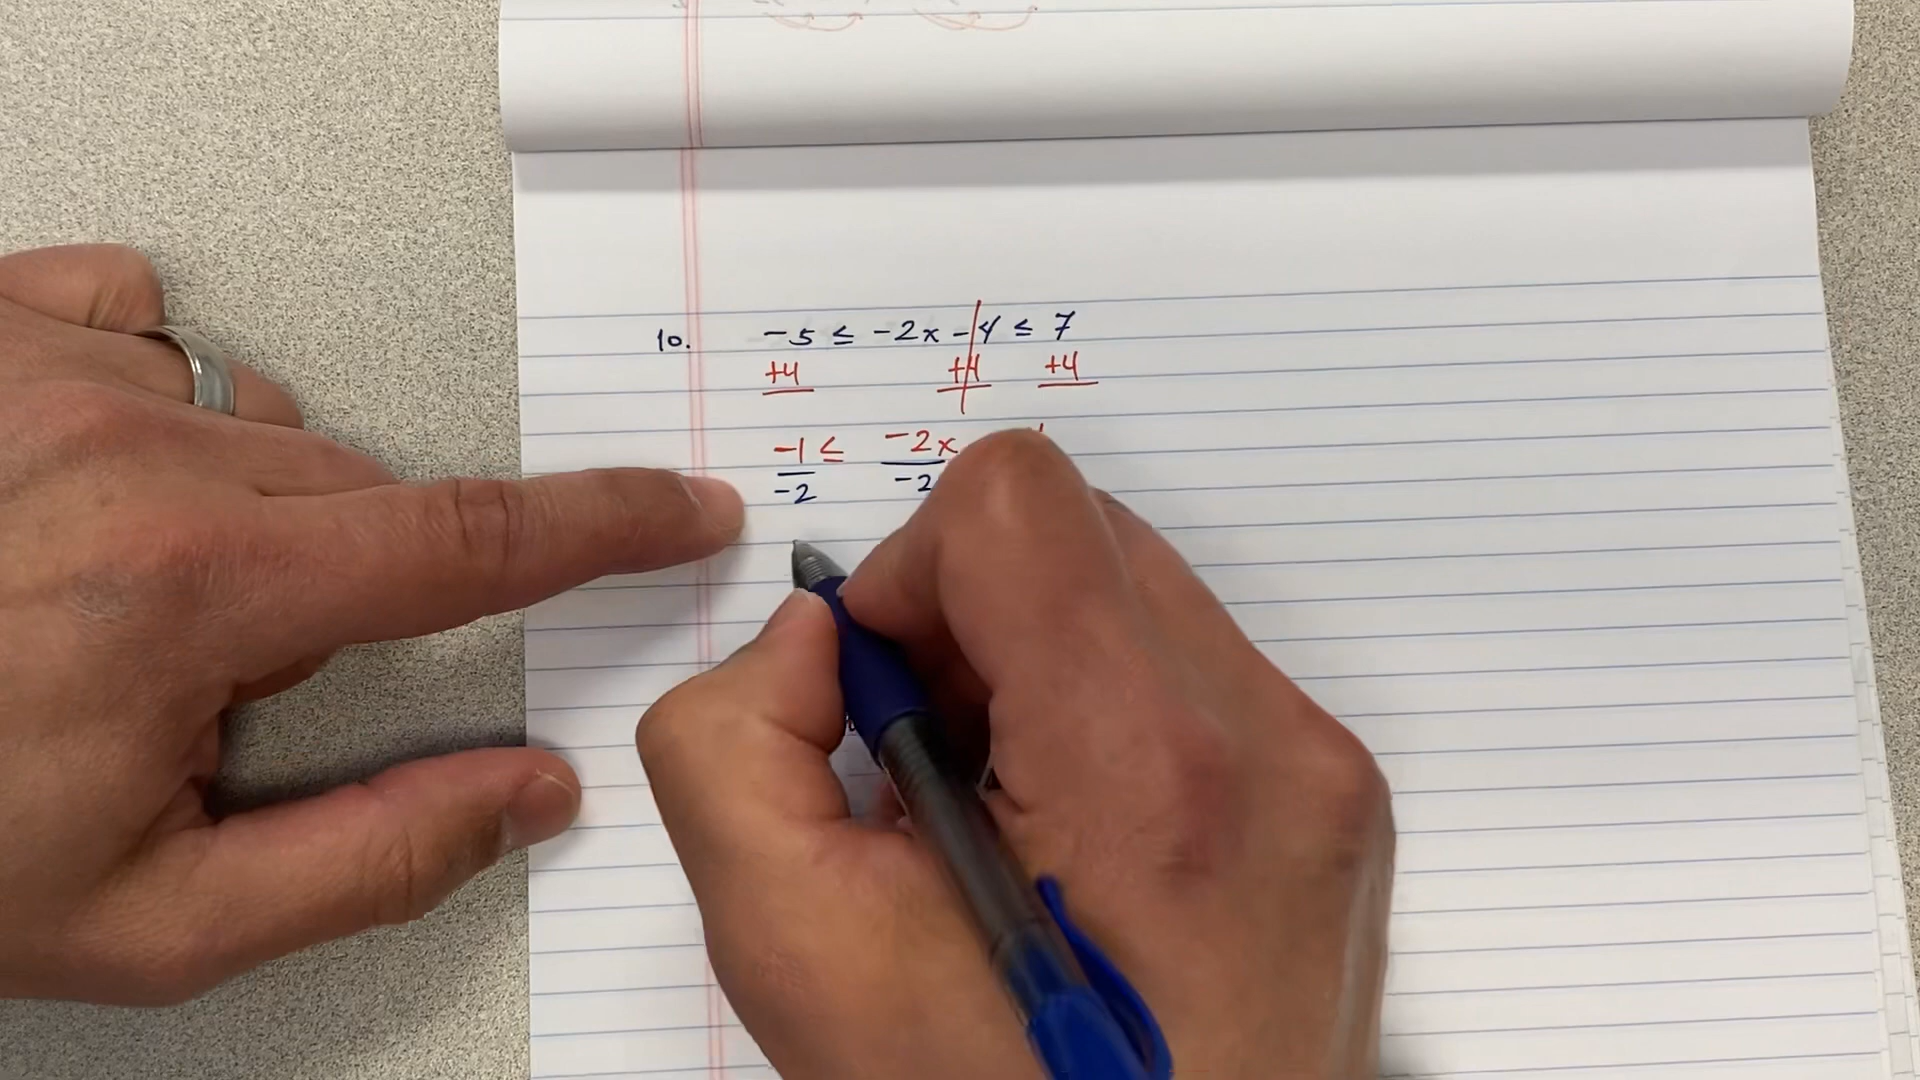 10. -5 ≤ -2x -4 ≤ 7
+4 +4 +4
-1 ≤ -2x
-2 -2